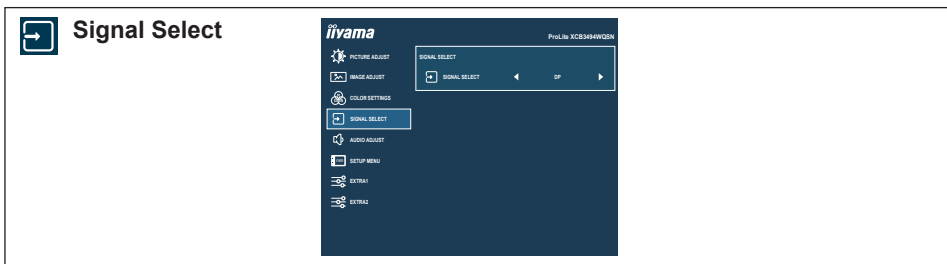 Signal Select
iiyama
ProLite XCB3494WQSN
PICTURE ADJUST
IMAGE ADJUST
COLOR SETTINGS
SIGNAL SELECT
AUDIO ADJUST
SETUP MENU
EXTRA1
EXTRA2
SIGNAL SELECT
SIGNAL SELECT DP